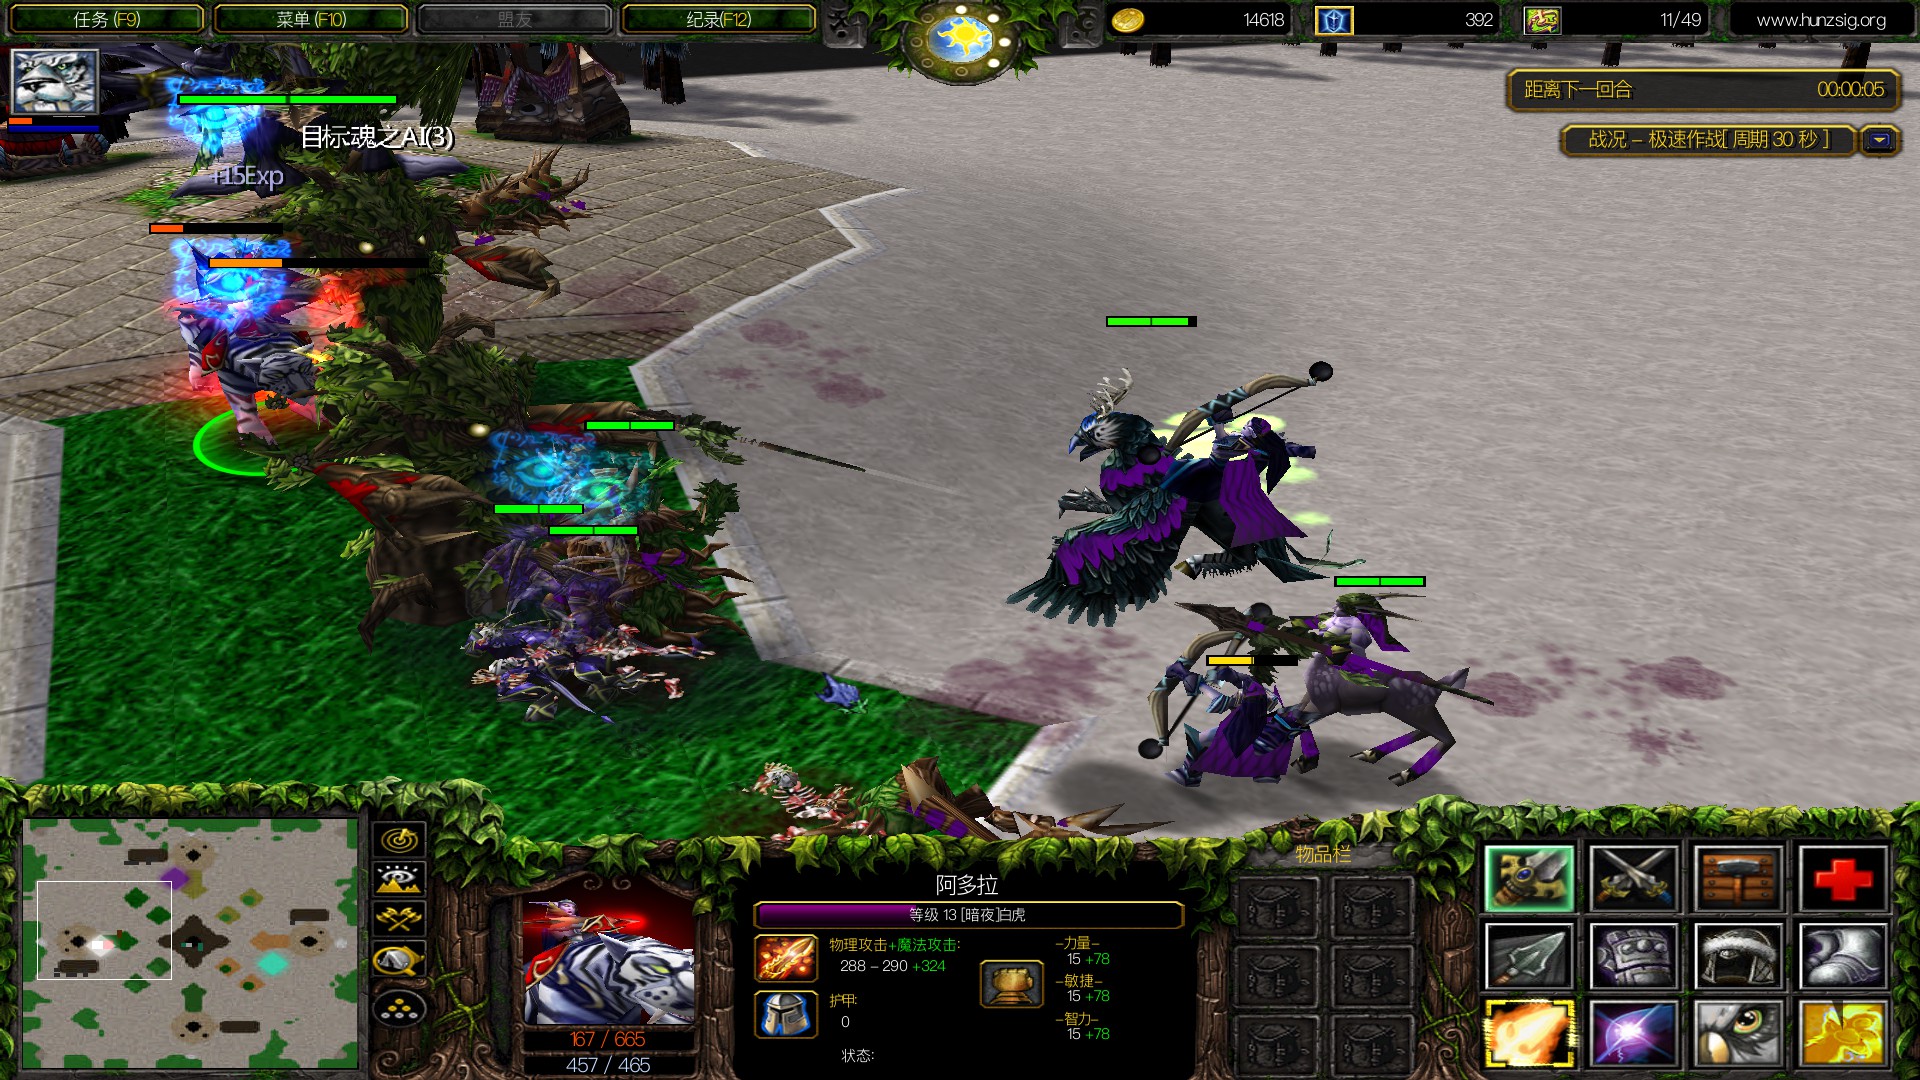 任务 (F9)
菜单 (F10)
盟友
纪录(F12)
14618
392
11/49
www.hunzsig.org
距离下一回合 00:00:05
战况 – 极速作战[ 周期 30 秒 ]
目标:魂之AI(3)
+15Exp
物品栏
阿多拉
等级 13 [暗夜]白虎
物理攻击+魔法攻击:
288 – 290 +324
护甲:
0
状态:
–力量–
15 +78
–敏捷–
15 +78
–智力–
15 +78
167 / 665
457 / 465